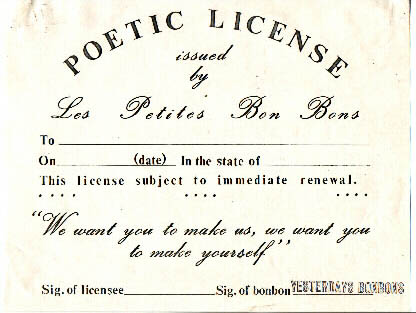 POETIC LICENSE
issued
by
Les Petites Bon Bons
To
On (date) In the state of
This license subject to immediate renewal.
.... .... .... ....
"We want you to make us, we want you
to make yourself"
Sig. of licensee Sig. of bonbon YESTERDAYS BONBONS